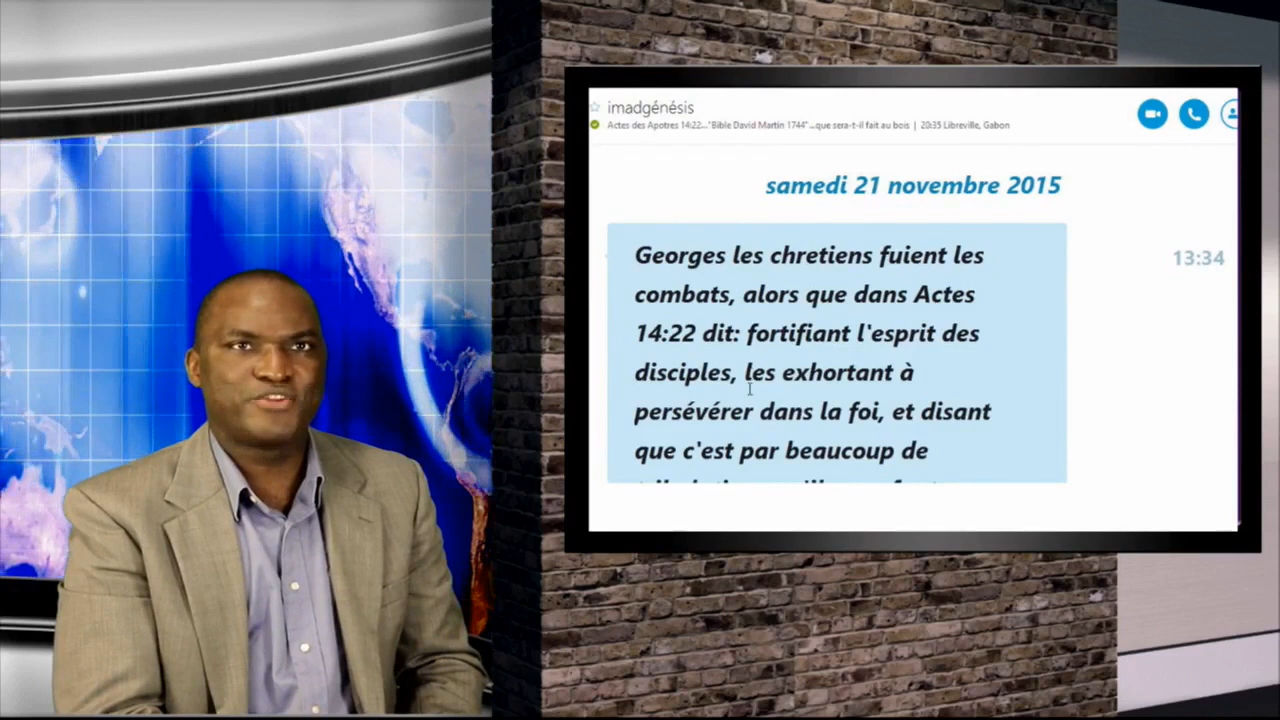 imadgénésis
Actes des Apotres 14:22..."Bible David Martin 1744"...que sera-t-il fait au bois | 20:35 Libreville, Gabon
samedi 21 novembre 2015
Georges les chretiens fuient les
13:34
combats, alors que dans Actes
14:22 dit: fortifiant l'esprit des
disciples, les exhortant à
persévérer dans la foi, et disant
que c'est par beaucoup de